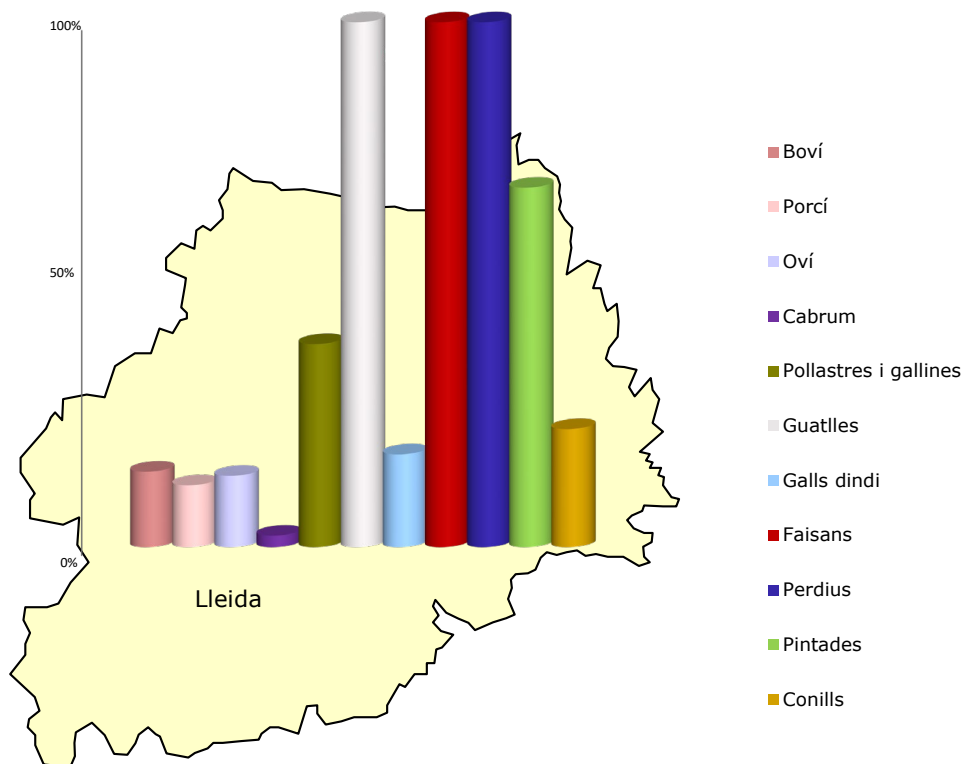 100%
50%
0%
Lleida
Boví
Porcí
Oví
Cabrum
Pollastres i gallines
Guatlles
Galls dindi
Faisans
Perdius
Pintades
Conills